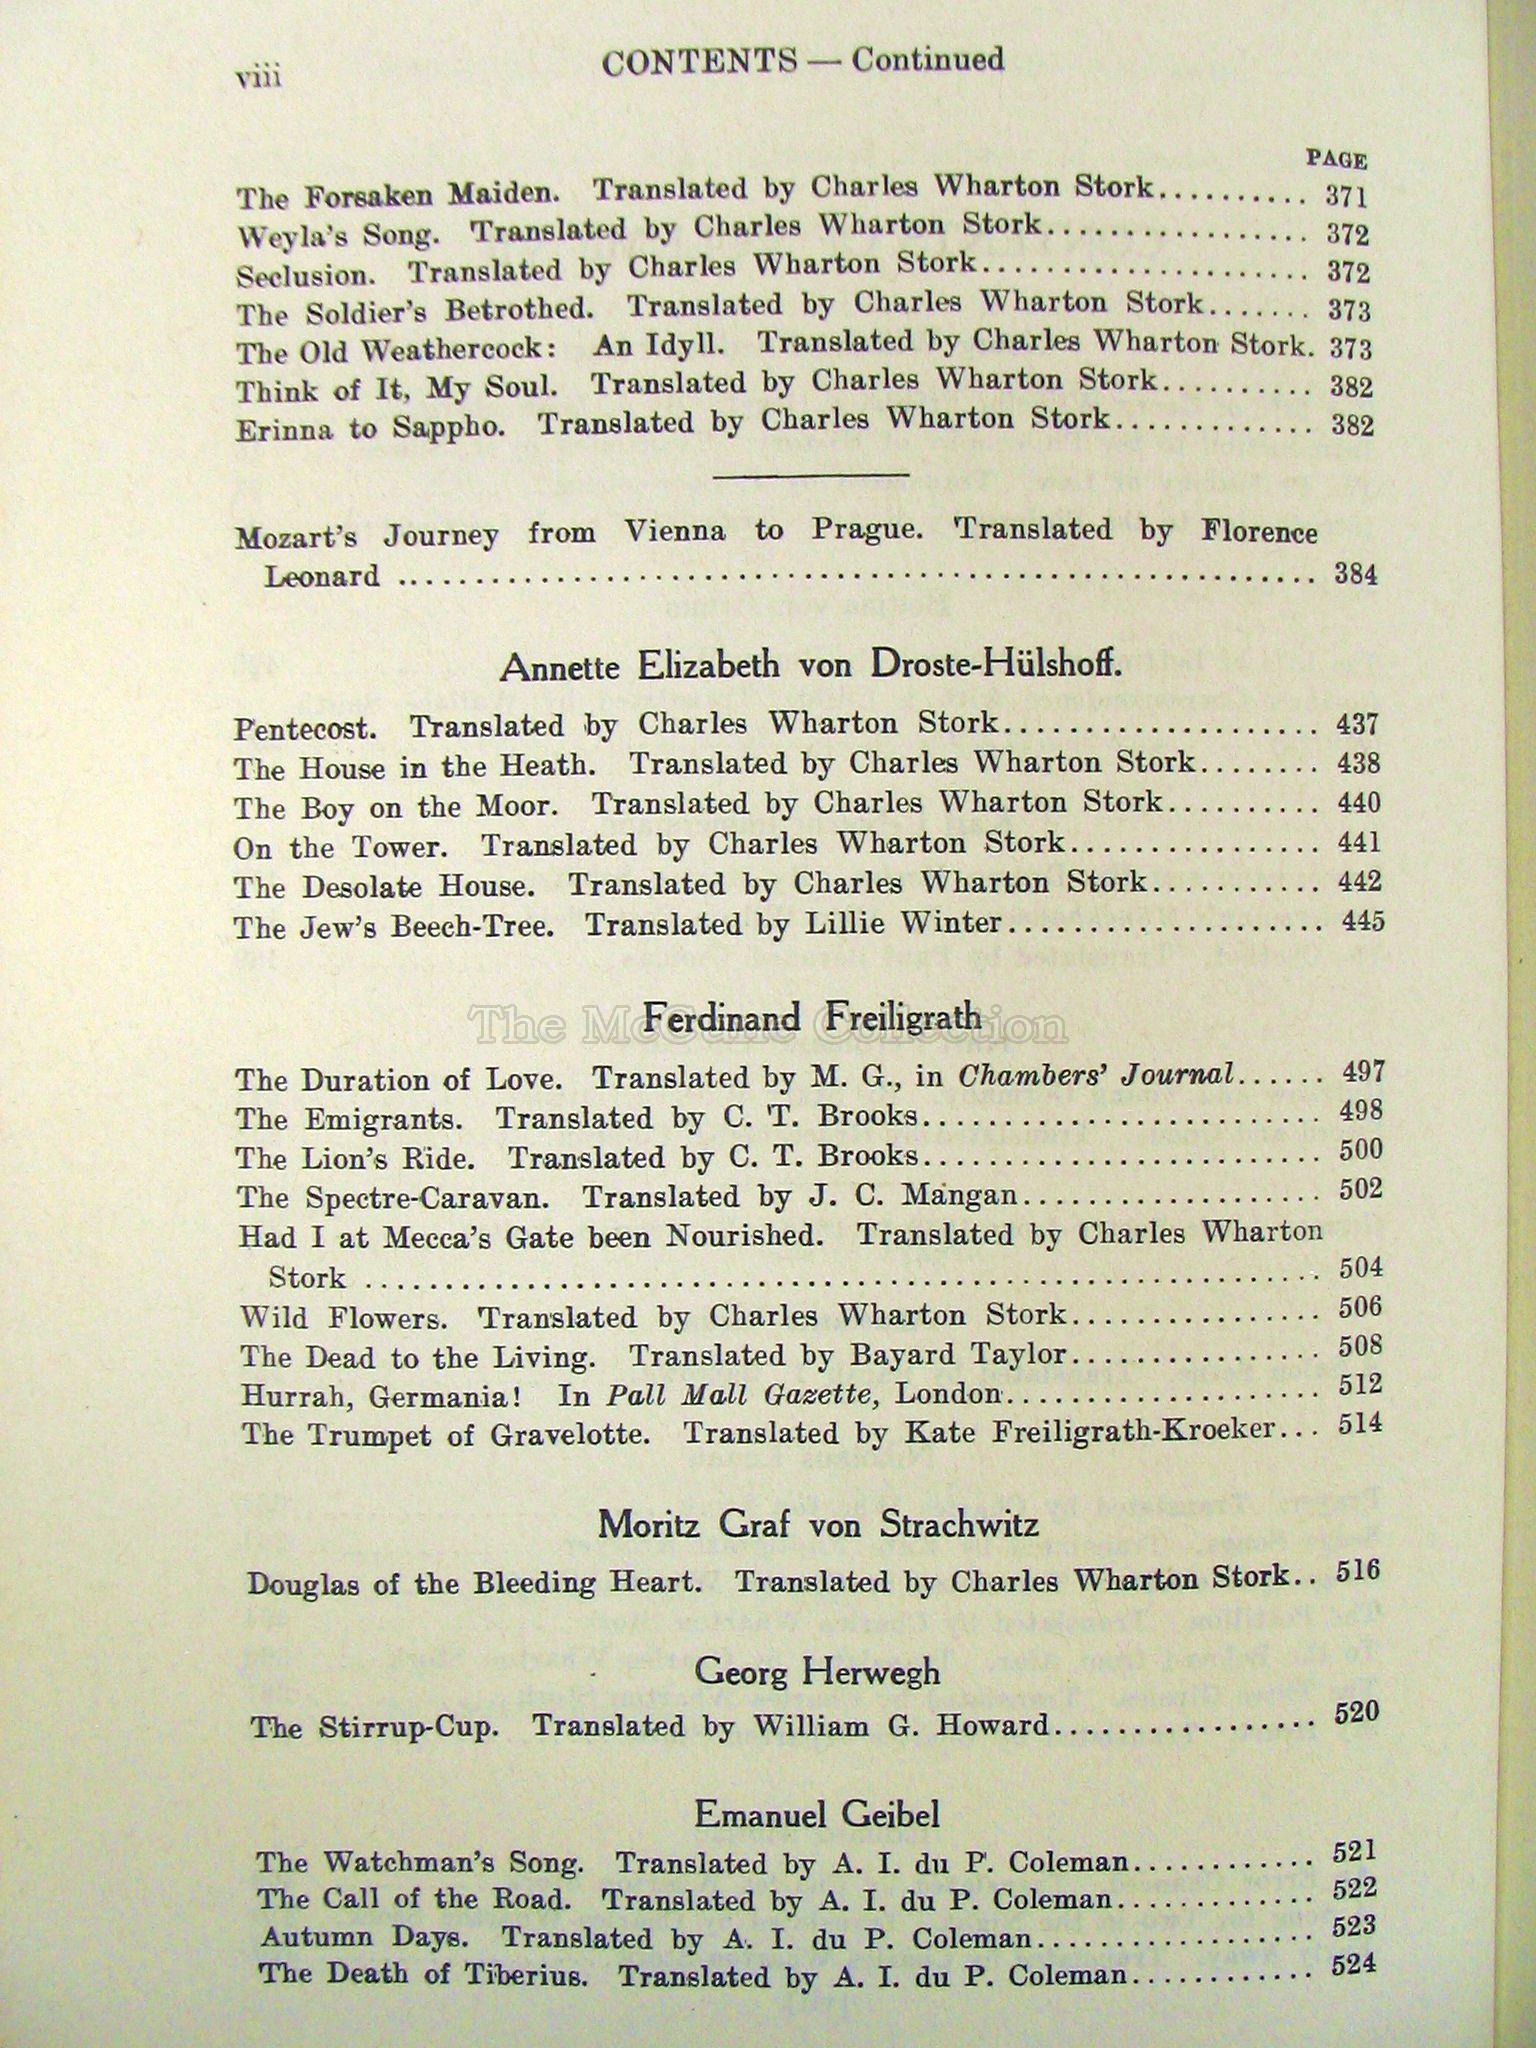 viii
CONTENTS — Continued
PAGE
The Forsaken Maiden. Translated by Charles Wharton Stork.......... 371
Weyla's Song. Translated by Charles Wharton Stork................. 372
Seclusion. Translated by Charles Wharton Stork..................... 372
The Soldier's Betrothed. Translated by Charles Wharton Stork....... 373
The Old Weathercock: An Idyll. Translated by Charles Wharton Stork. 373
Think of It, My Soul. Translated by Charles Wharton Stork.......... 382
Erinna to Sappho. Translated by Charles Wharton Stork............. 382
Mozart's Journey from Vienna to Prague. Translated by Florence
Leonard ......................................................... 384
Annette Elizabeth von Droste-Hülshoff.
Pentecost. Translated by Charles Wharton Stork.................... 437
The House in the Heath. Translated by Charles Wharton Stork........ 438
The Boy on the Moor. Translated by Charles Wharton Stork.......... 440
On the Tower. Translated by Charles Wharton Stork................ 441
The Desolate House. Translated by Charles Wharton Stork........... 442
The Jew's Beech-Tree. Translated by Lillie Winter.................... 445
Ferdinand Freiligrath
The McCune Collection
The Duration of Love. Translated by M. G., in Chambers' Journal...... 497
The Emigrants. Translated by C. T. Brooks......................... 498
The Lion's Ride. Translated by C. T. Brooks......................... 500
The Spectre-Caravan. Translated by J. C. Mangan................... 502
Had I at Mecca's Gate been Nourished. Translated by Charles Wharton
Stork ............................................................ 504
Wild Flowers. Translated by Charles Wharton Stork................ 506
The Dead to the Living. Translated by Bayard Taylor................ 508
Hurrah, Germania! In Pall Mall Gazette, London.................... 512
The Trumpet of Gravelotte. Translated by Kate Freiligrath-Kroeker... 514
Moritz Graf von Strachwitz
Douglas of the Bleeding Heart. Translated by Charles Wharton Stork.. 516
Georg Herwegh
The Stirrup-Cup. Translated by William G. Howard................. 520
Emanuel Geibel
The Watchman's Song. Translated by A. I. du P. Coleman............ 521
The Call of the Road. Translated by A. I. du P. Coleman.............. 522
Autumn Days. Translated by A. I. du P. Coleman.................. 523
The Death of Tiberius. Translated by A. I. du P. Coleman............ 524